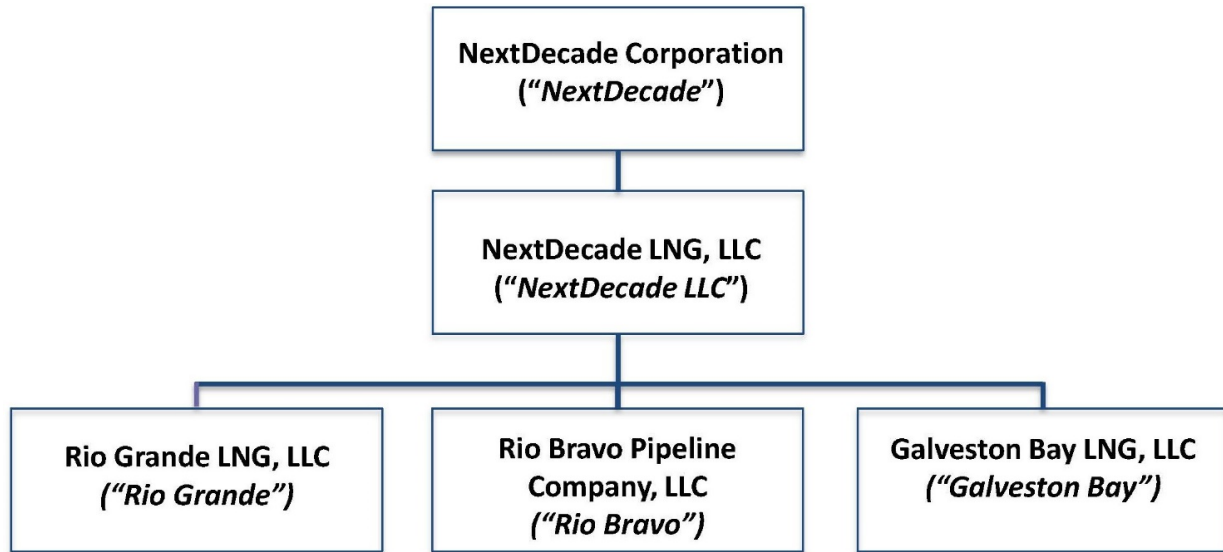 NextDecade Corporation
(“NextDecade”)
NextDecade LNG, LLC
(“NextDecade LLC”)
Rio Grande LNG, LLC
(“Rio Grande”)
Rio Bravo Pipeline
Company, LLC
(“Rio Bravo”)
Galveston Bay LNG, LLC
(“Galveston Bay”)